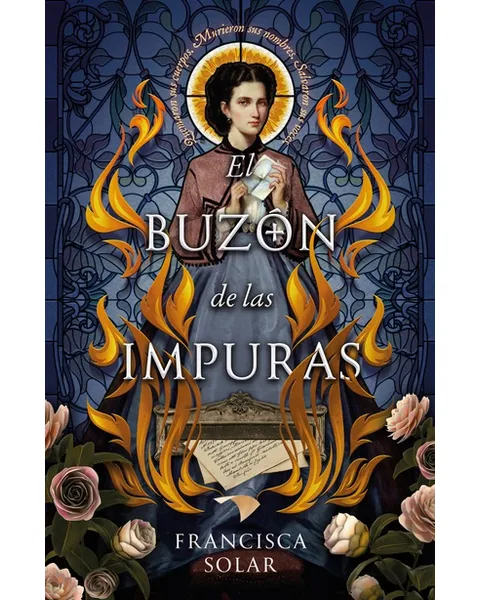 Quemaron sus cuerpos, Murieron sus nombres, Salvaron sus voces
El
BUZÓN
de las
IMPURAS
FRANCISCA
SOLAR